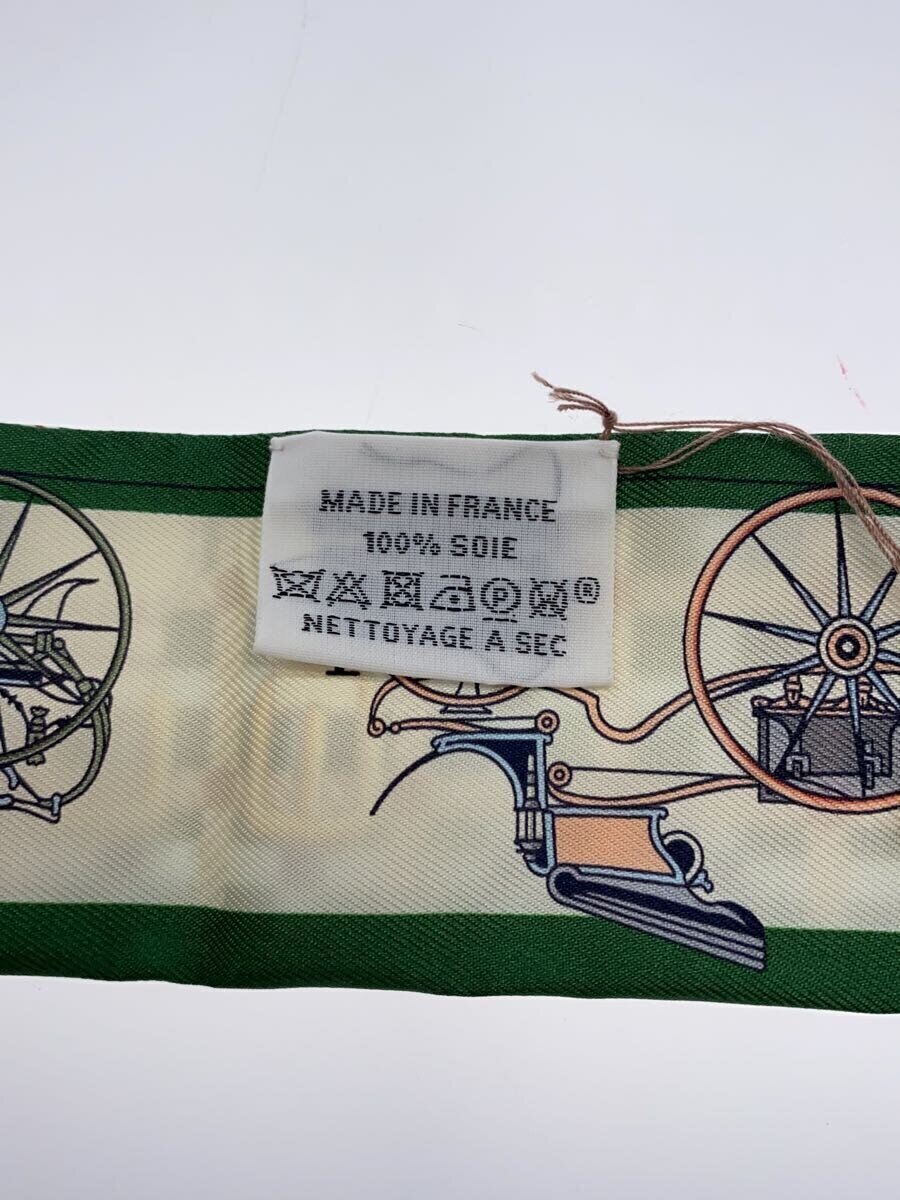 MADE IN FRANCE
100% SOIE
P ®
NETTOYAGE A SEC